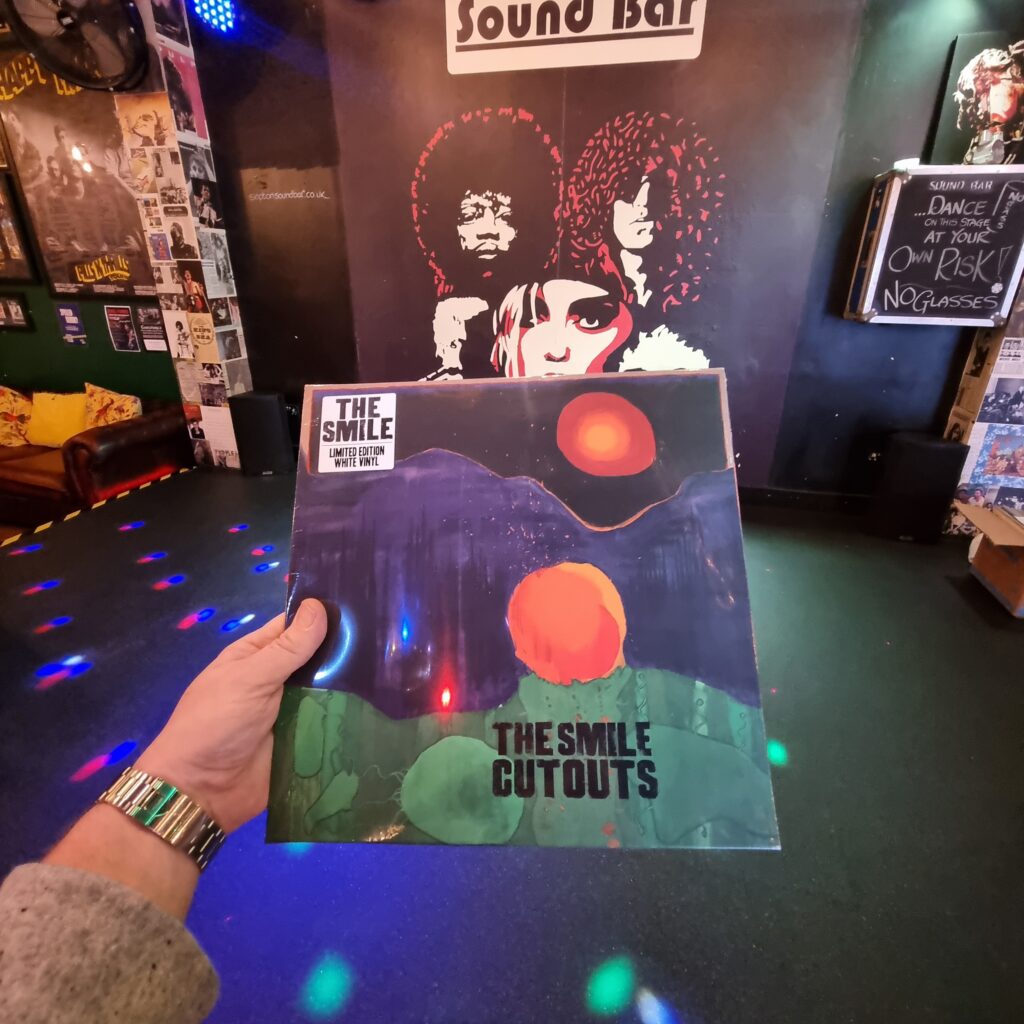 Sound Bar
SOUND BAR
...DANCE
ON THIS STAGE
AT YOUR
OWN RISK!
NO GLASSES
THE
SMILE
LIMITED EDITION
WHITE VINYL
THE SMILE
CUTOUTS